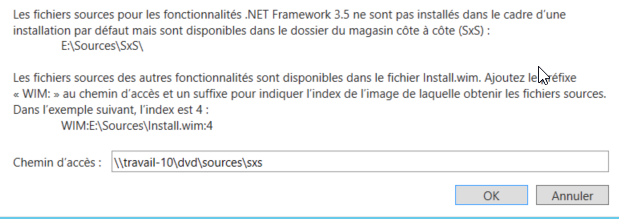 Les fichiers sources pour les fonctionnalités .NET Framework 3.5 ne sont pas installés dans le cadre d'une
installation par défaut mais sont disponibles dans le dossier du magasin côte à côte (SxS) :
E:\Sources\SxS\
Les fichiers sources des autres fonctionnalités sont disponibles dans le fichier Install.wim. Ajoutez le préfixe
« WIM: » au chemin d'accès et un suffixe pour indiquer l'index de l'image de laquelle obtenir les fichiers sources.
Dans l'exemple suivant, l'index est 4 :
WIM:E:\Sources\Install.wim:4
Chemin d'accès : \\travail-10\dvd\sources\sxs
OK Annuler